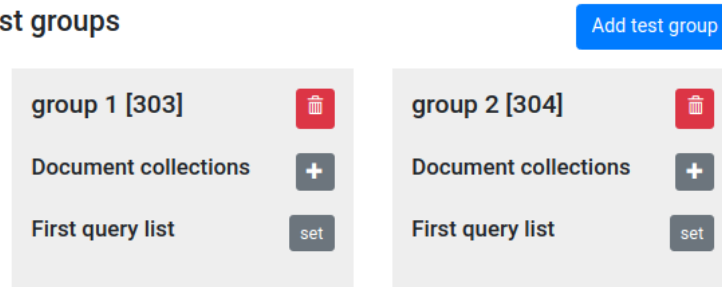 st groups
Add test group
group 1 [303]
Document collections
First query list
set
group 2 [304]
Document collections
First query list
set